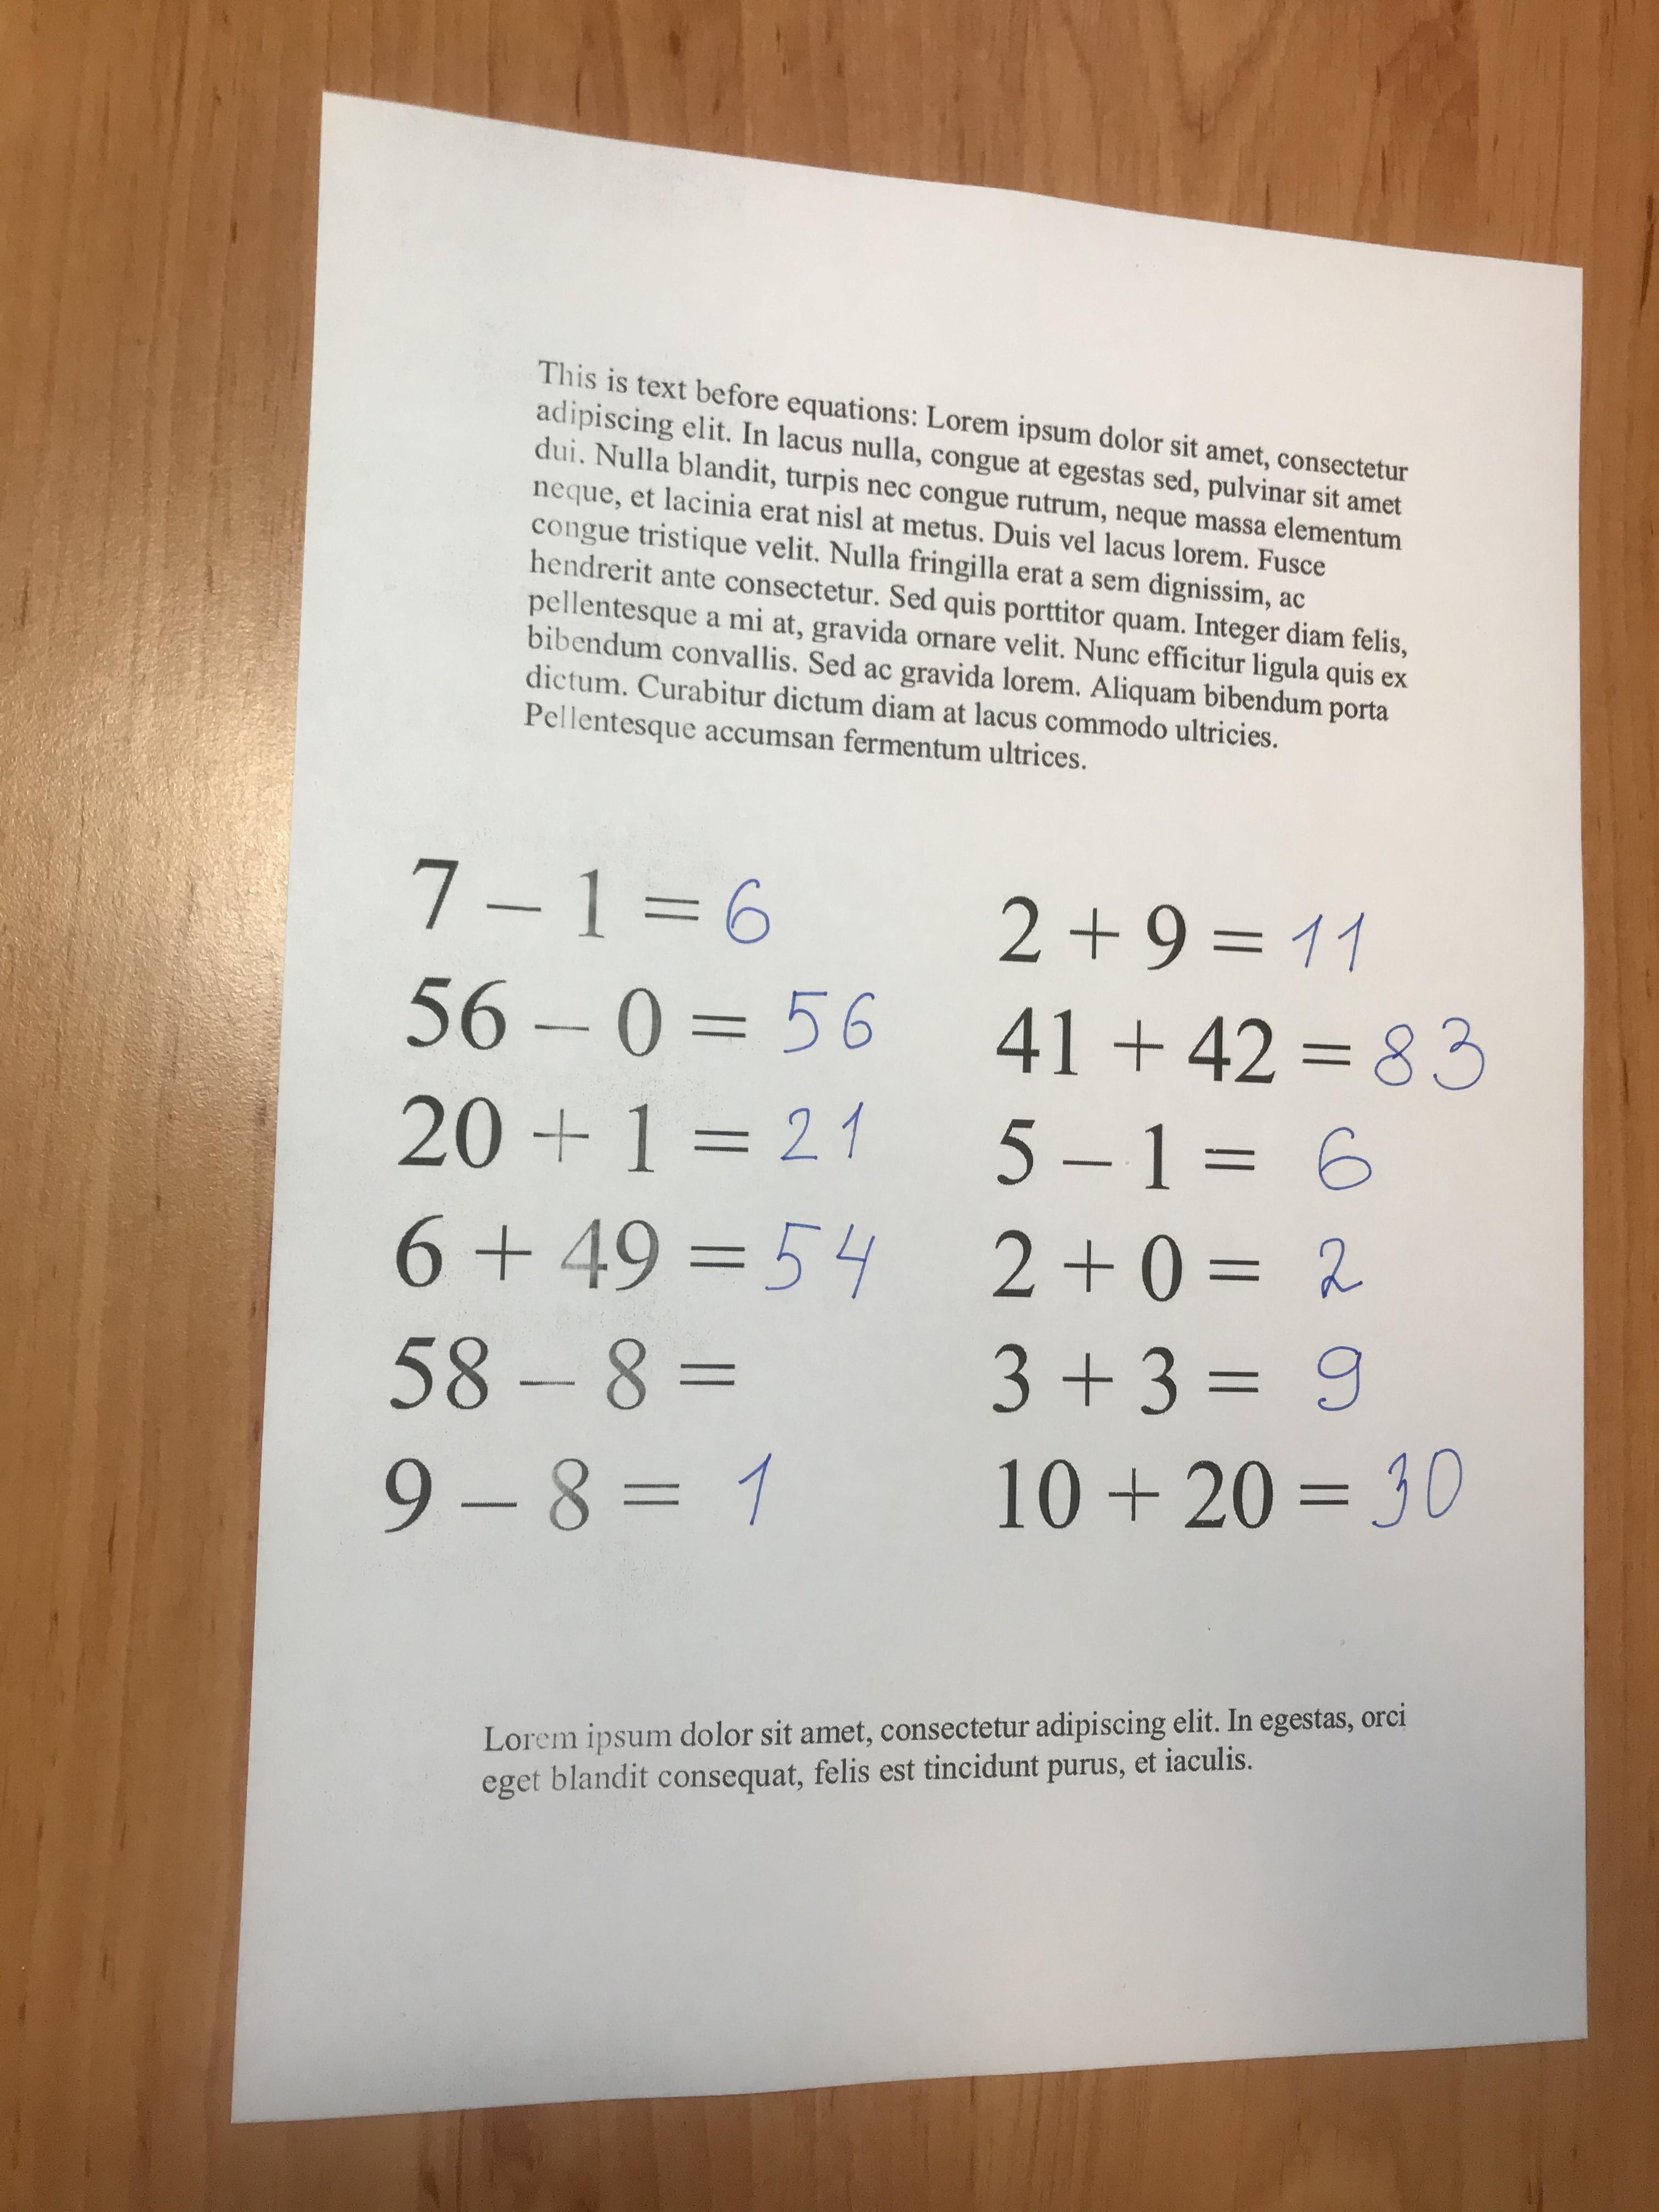 This is text before equations: Lorem ipsum dolor sit amet, consectetur
adipiscing elit. In lacus nulla, congue at egestas sed, pulvinar sit amet
dui. Nulla blandit, turpis nec congue rutrum, neque massa elementum
neque, et lacinia erat nisl at metus. Duis vel lacus lorem. Fusce
congue tristique velit. Nulla fringilla erat a sem dignissim, ac
hendrerit ante consectetur. Sed quis porttitor quam. Integer diam felis,
pellentesque a mi at, gravida ornare velit. Nunc efficitur ligula quis ex
bibendum convallis. Sed ac gravida lorem. Aliquam bibendum porta
dictum. Curabitur dictum diam at lacus commodo ultricies.
Pellentesque accumsan fermentum ultrices.
7 – 1 = 6
56 – 0 = 56
20 + 1 = 21
6 + 49 = 54
58 – 8 =
9 – 8 = 1
2 + 9 = 11
41 + 42 = 83
5 – 1 = 6
2 + 0 = 2
3 + 3 = 9
10 + 20 = 30
Lorem ipsum dolor sit amet, consectetur adipiscing elit. In egestas, orci
eget blandit consequat, felis est tincidunt purus, et iaculis.